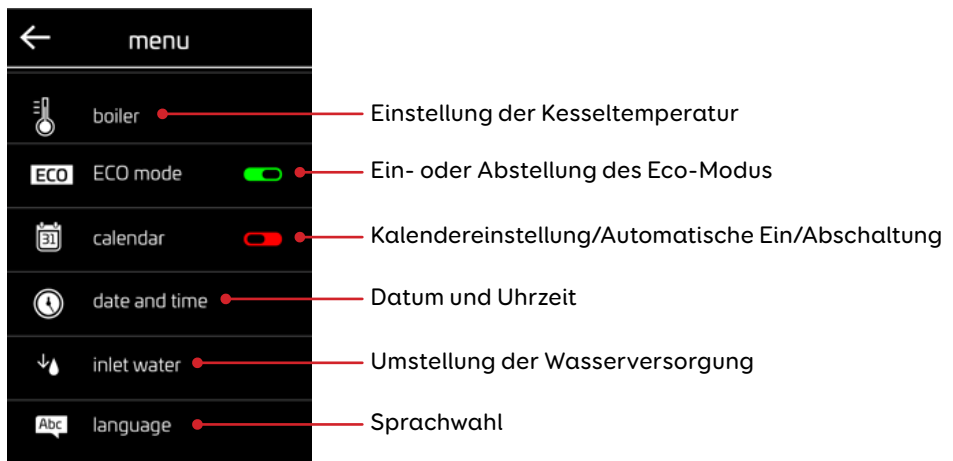 menu
boiler
Einstellung der Kesseltemperatur
ECO
ECO mode
Ein- oder Abstellung des Eco-Modus
31
calendar
Kalendereinstellung/Automatische Ein/Abschaltung
date and time
Datum und Uhrzeit
inlet water
Umstellung der Wasserversorgung
Abc
language
Sprachwahl